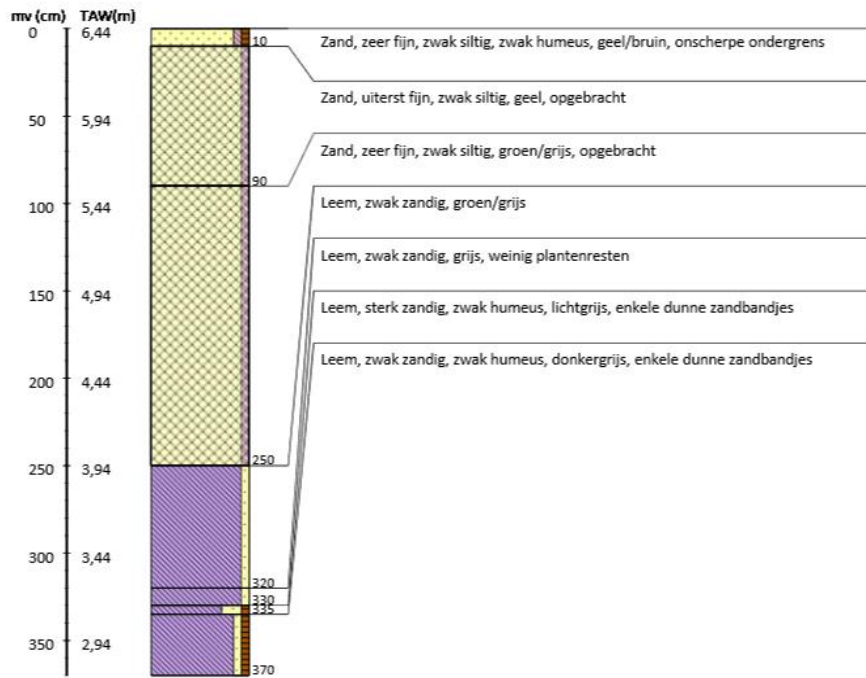 mv (cm) TAW(m)
0 6,44
10
Zand, zeer fijn, zwak siltig, zwak humeus, geel/bruin, onscherpe ondergrens
Zand, uiterst fijn, zwak siltig, geel, opgebracht
50 5,94
Zand, zeer fijn, zwak siltig, groen/grijs, opgebracht
90
100 5,44
Leem, zwak zandig, groen/grijs
Leem, zwak zandig, grijs, weinig plantenresten
150 4,94
Leem, sterk zandig, zwak humeus, lichtgrijs, enkele dunne zandbandjes
Leem, zwak zandig, zwak humeus, donkergrijs, enkele dunne zandbandjes
200 4,44
250
250 3,94
300 3,44
320
330
335
350 2,94
370